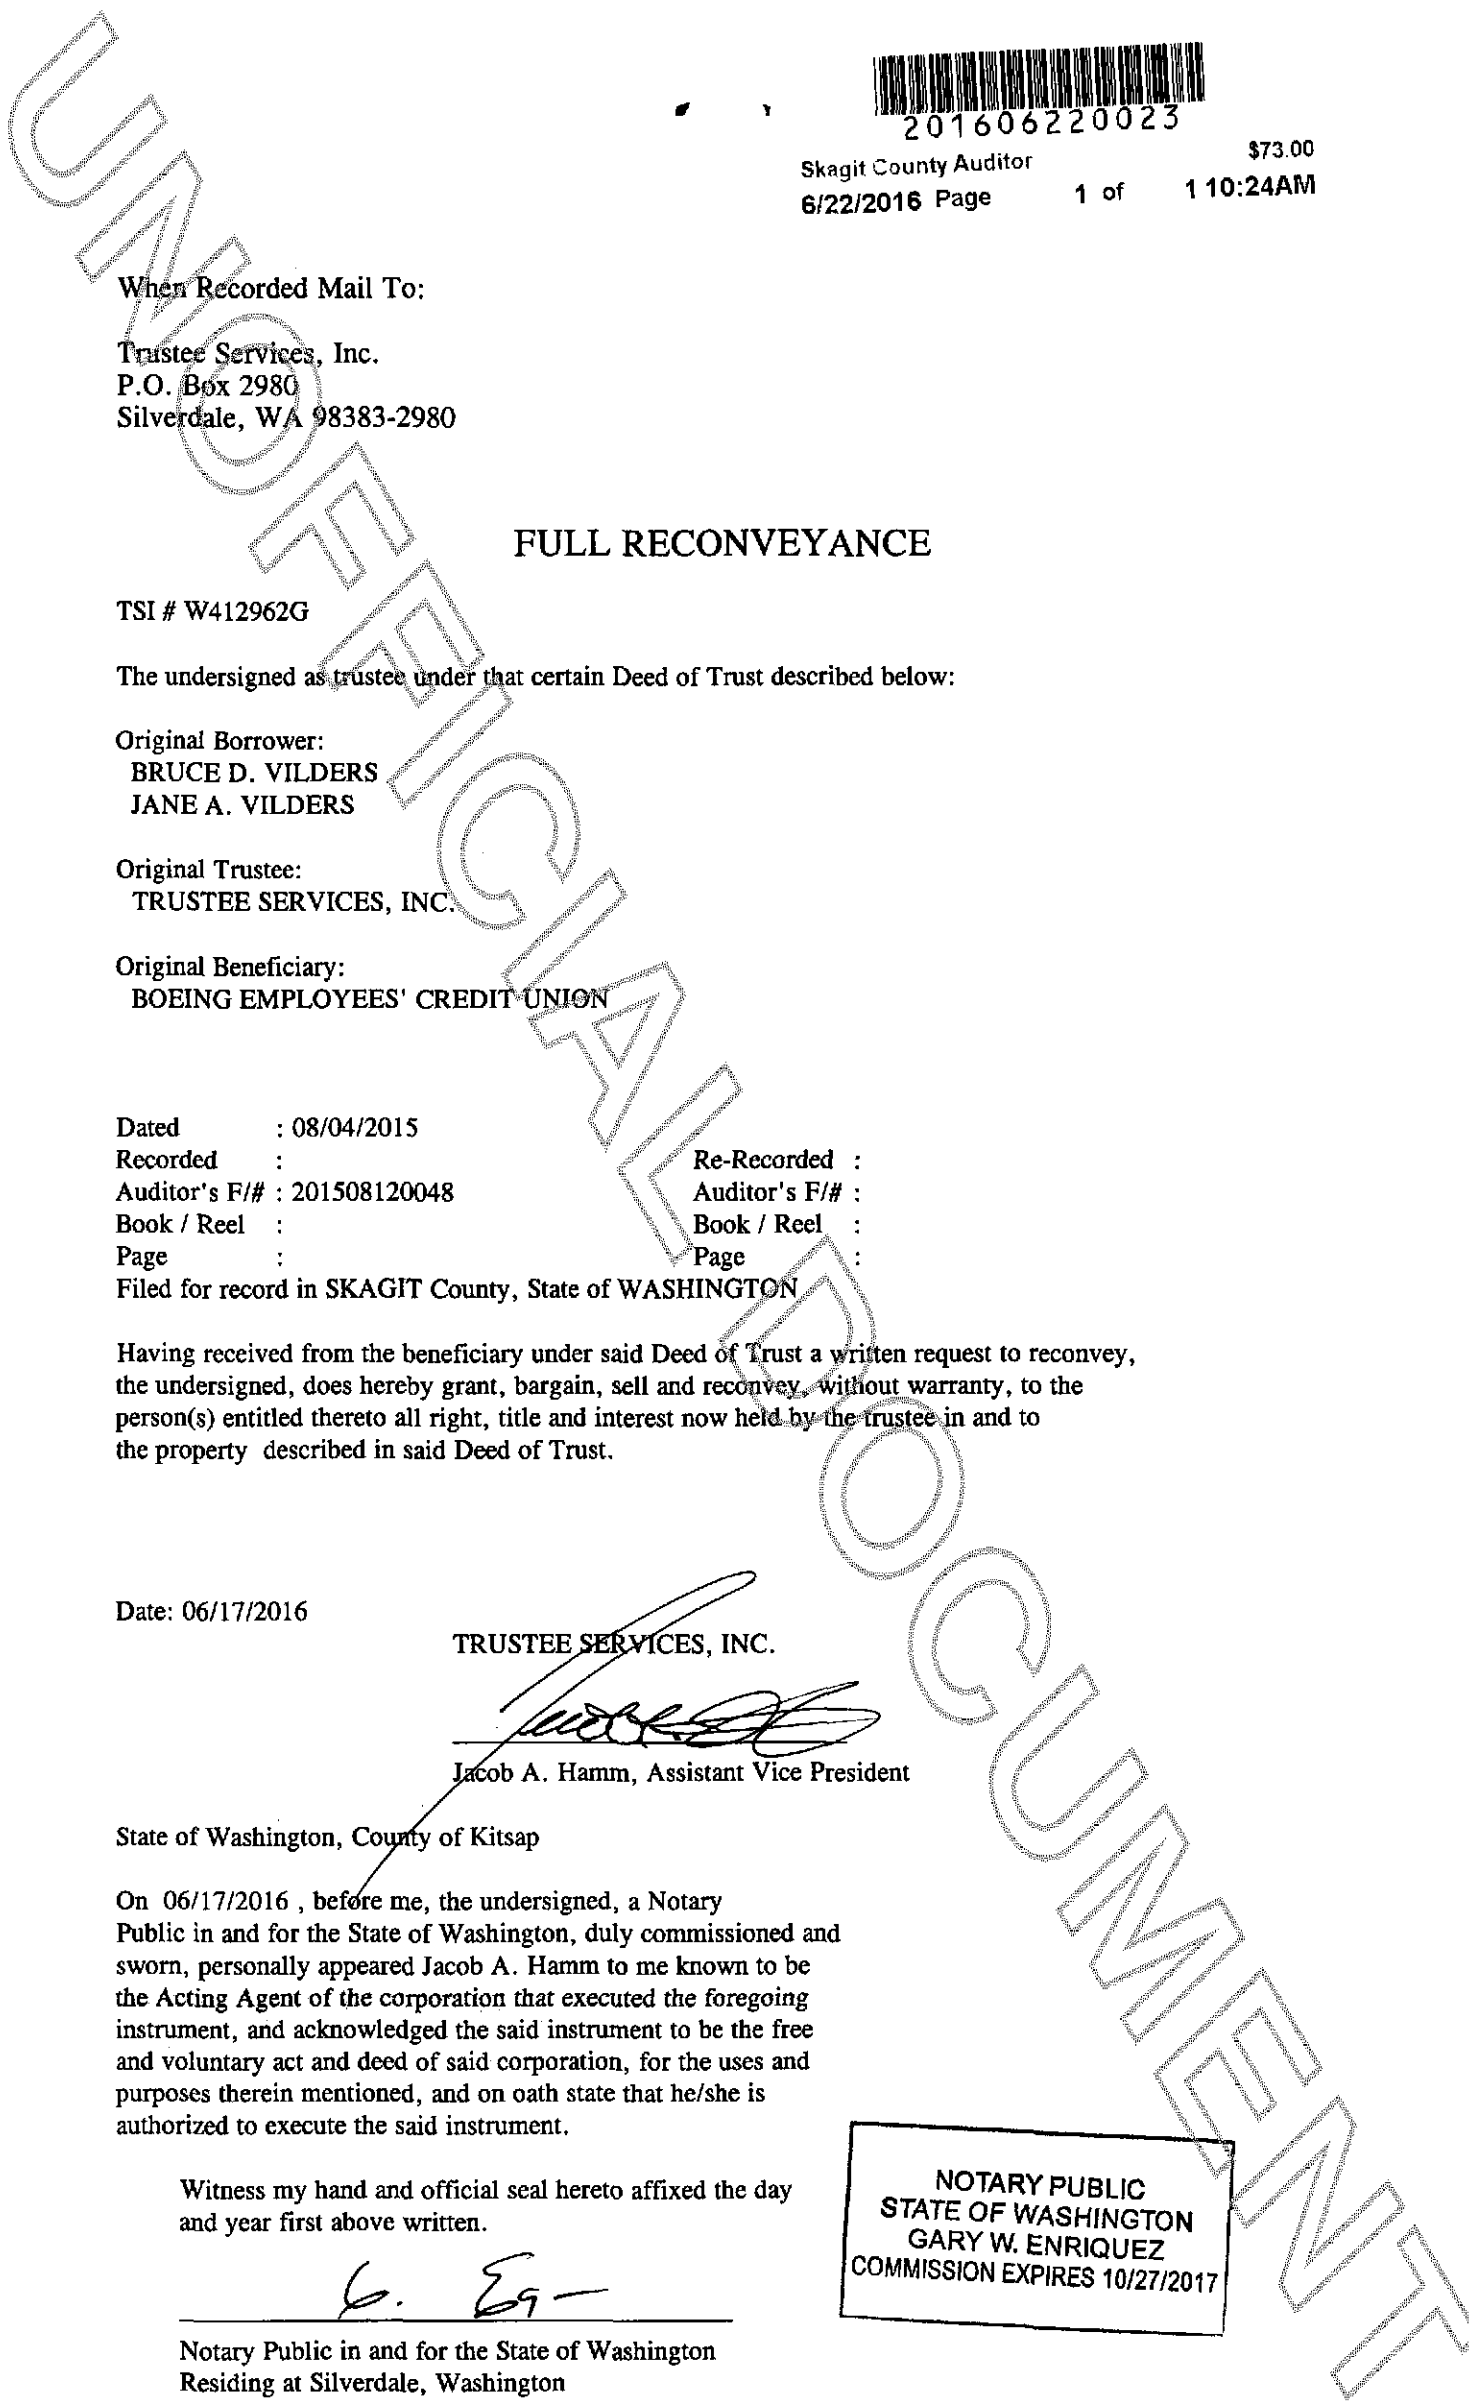 201606220023
Skagit County Auditor $73.00
6/22/2016 Page 1 of 1 10:24AM
When Recorded Mail To:
Trustee Services, Inc.
P.O. Box 2980
Silverdale, WA 98383-2980
FULL RECONVEYANCE
TSI # W412962G
The undersigned as trustee under that certain Deed of Trust described below:
Original Borrower:
BRUCE D. VILDERS
JANE A. VILDERS
Original Trustee:
TRUSTEE SERVICES, INC.
Original Beneficiary:
BOEING EMPLOYEES' CREDIT UNION
Dated : 08/04/2015
Recorded : Re-Recorded :
Auditor's F/# : 201508120048 Auditor's F/# :
Book / Reel : Book / Reel :
Page : Page :
Filed for record in SKAGIT County, State of WASHINGTON
Having received from the beneficiary under said Deed of Trust a written request to reconvey,
the undersigned, does hereby grant, bargain, sell and reconvey, without warranty, to the
person(s) entitled thereto all right, title and interest now held by the trustee in and to
the property described in said Deed of Trust.
Date: 06/17/2016
TRUSTEE SERVICES, INC.
Jacob A. Hamm, Assistant Vice President
State of Washington, County of Kitsap
On 06/17/2016 , before me, the undersigned, a Notary
Public in and for the State of Washington, duly commissioned and
sworn, personally appeared Jacob A. Hamm to me known to be
the Acting Agent of the corporation that executed the foregoing
instrument, and acknowledged the said instrument to be the free
and voluntary act and deed of said corporation, for the uses and
purposes therein mentioned, and on oath state that he/she is
authorized to execute the said instrument.
Witness my hand and official seal hereto affixed the day
and year first above written.
Notary Public in and for the State of Washington
Residing at Silverdale, Washington
NOTARY PUBLIC
STATE OF WASHINGTON
GARY W. ENRIQUEZ
COMMISSION EXPIRES 10/27/2017
UNOFFICIAL DOCUMENT